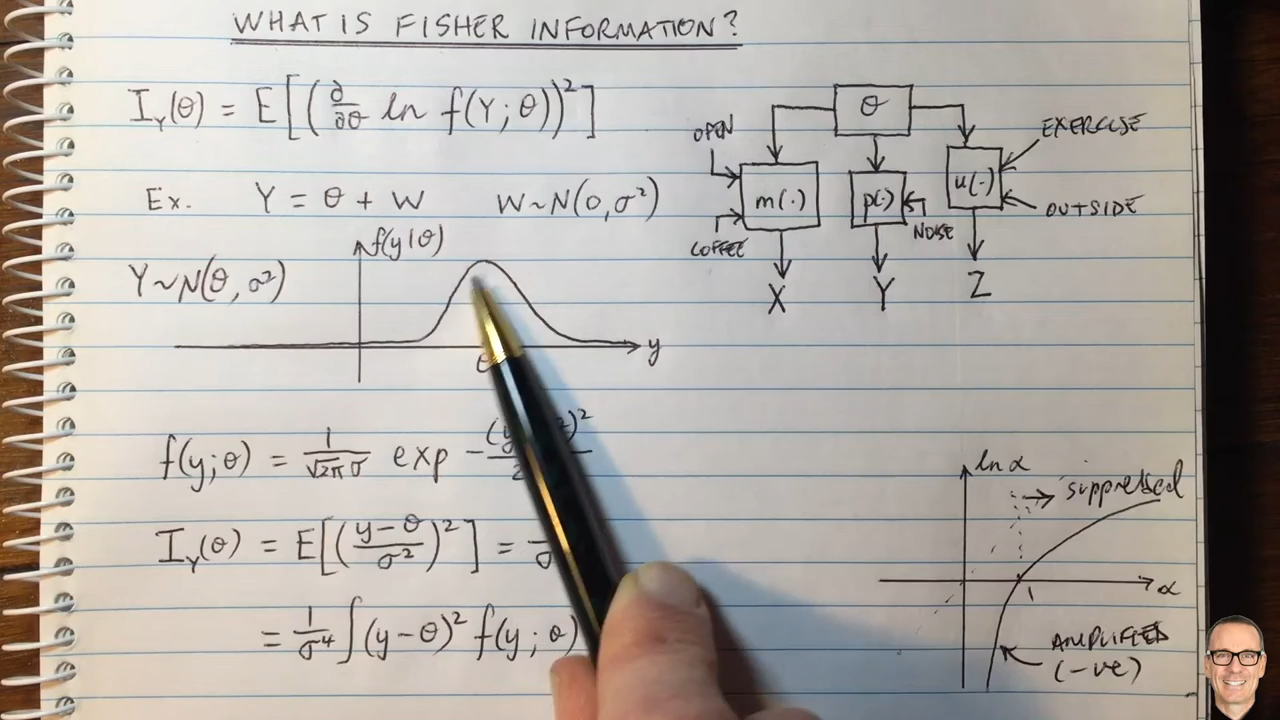 WHAT IS FISHER INFORMATION?
I_Y(θ) = E[(∂/∂θ ln f(Y; θ))²]
Ex. Y = θ + W W ~ N(0, σ²)
f(y|θ)
Y ~ N(θ, σ²)
y
f(y; θ) = 1/(√2π σ) exp -
I_Y(θ) = E[((y-θ)/σ²)²] =
= 1/σ⁴ ∫(y-θ)² f(y; θ)
θ
OPEN
EXERCISE
m(·)
p(·)
u(·)
COFFEE
NOISE
OUTSIDE
X
Y
Z
ln α
suppressed
α
1
AMPLIFIED
(-ve)